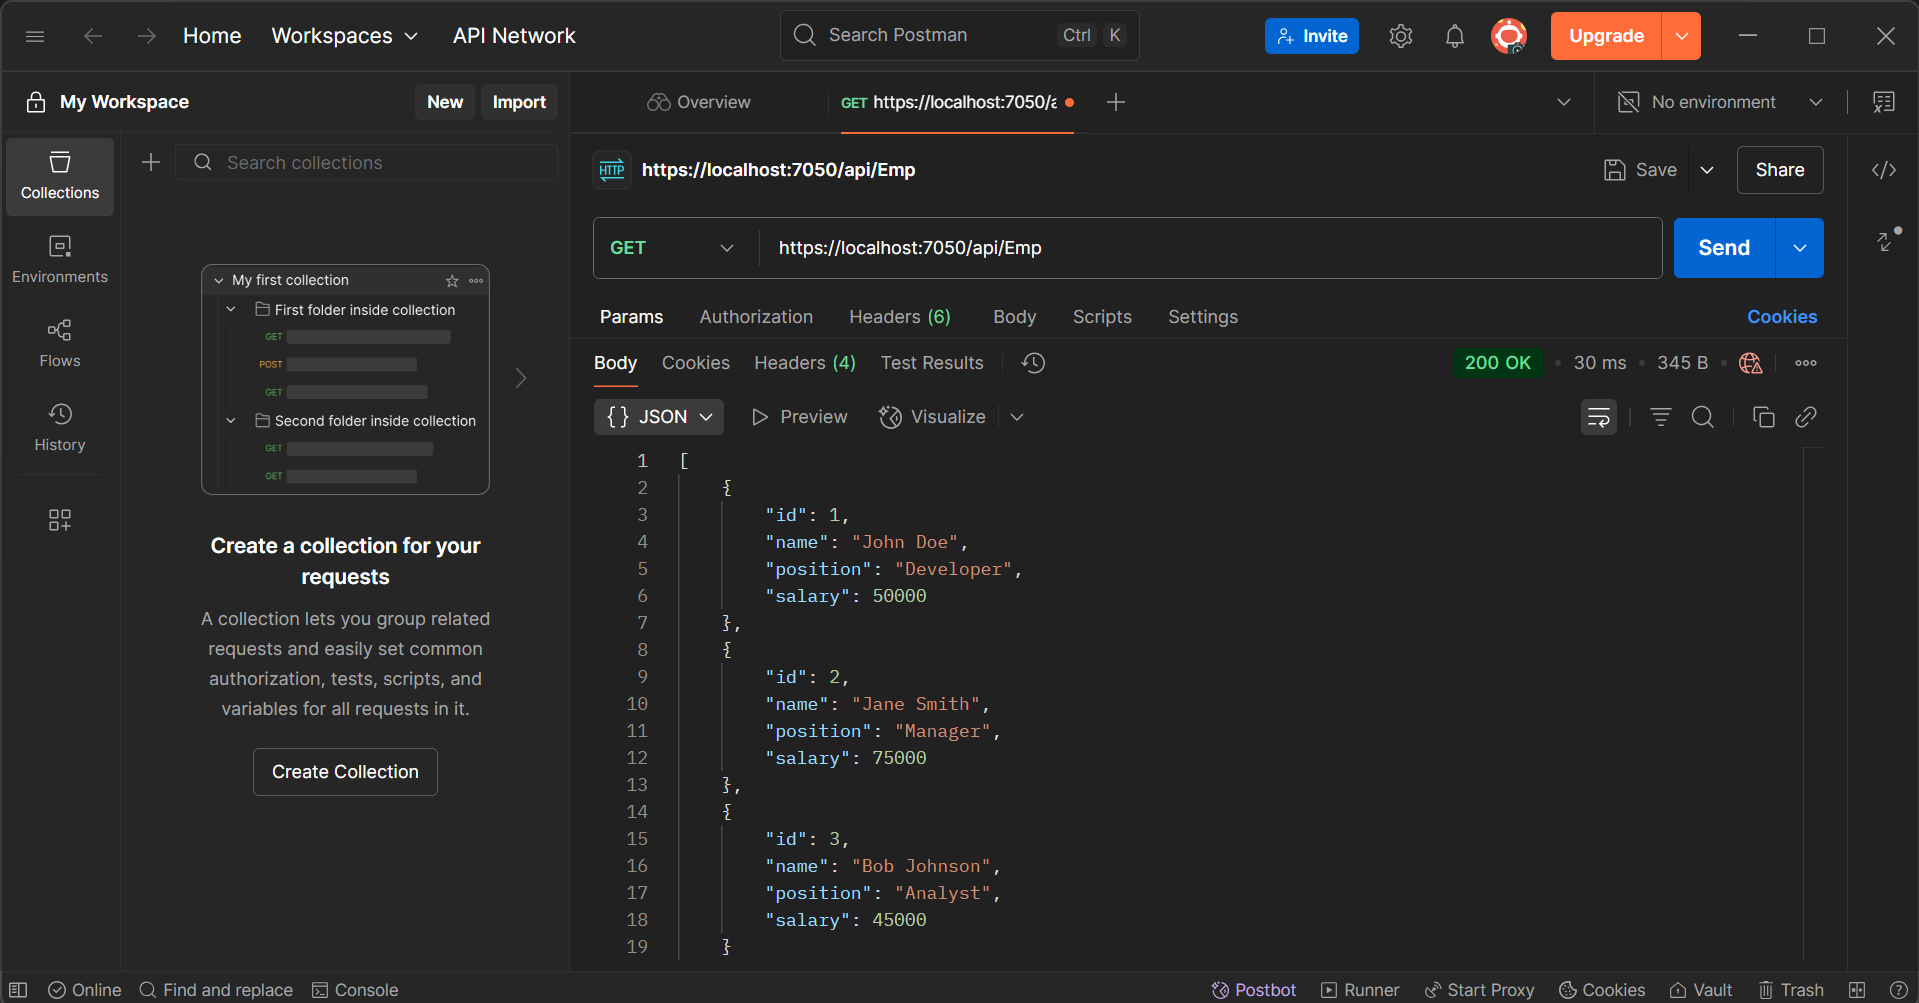 Home Workspaces API Network Search Postman Ctrl K Invite Upgrade
My Workspace New Import Overview GET https://localhost:7050/a No environment
Search collections
https://localhost:7050/api/Emp Save Share
Collections
Environments
Flows
History
My first collection
First folder inside collection
GET
POST
GET
Second folder inside collection
GET
GET
Create a collection for your
requests
A collection lets you group related
requests and easily set common
authorization, tests, scripts, and
variables for all requests in it.
Create Collection
GET https://localhost:7050/api/Emp Send
Params Authorization Headers (6) Body Scripts Settings Cookies
Body Cookies Headers (4) Test Results 200 OK • 30 ms • 345 B •
{} JSON Preview Visualize
1 [
2 {
3 "id": 1,
4 "name": "John Doe",
5 "position": "Developer",
6 "salary": 50000
7 },
8 {
9 "id": 2,
10 "name": "Jane Smith",
11 "position": "Manager",
12 "salary": 75000
13 },
14 {
15 "id": 3,
16 "name": "Bob Johnson",
17 "position": "Analyst",
18 "salary": 45000
19 }
Online Find and replace Console Postbot Runner Start Proxy Cookies Vault Trash